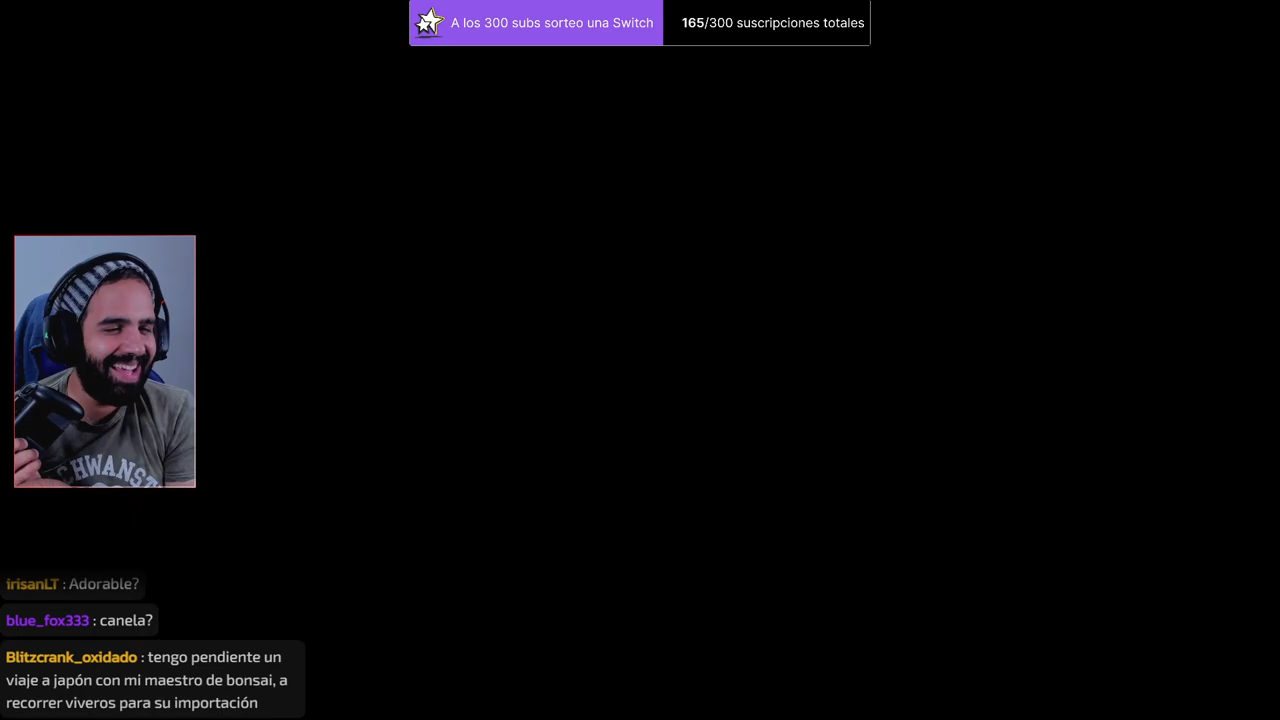 A los 300 subs sorteo una Switch
165/300 suscripciones totales
irisanLT : Adorable?
blue_fox333 : canela?
Blitzcrank_oxidado : tengo pendiente un
viaje a japón con mi maestro de bonsai, a
recorrer viveros para su importación